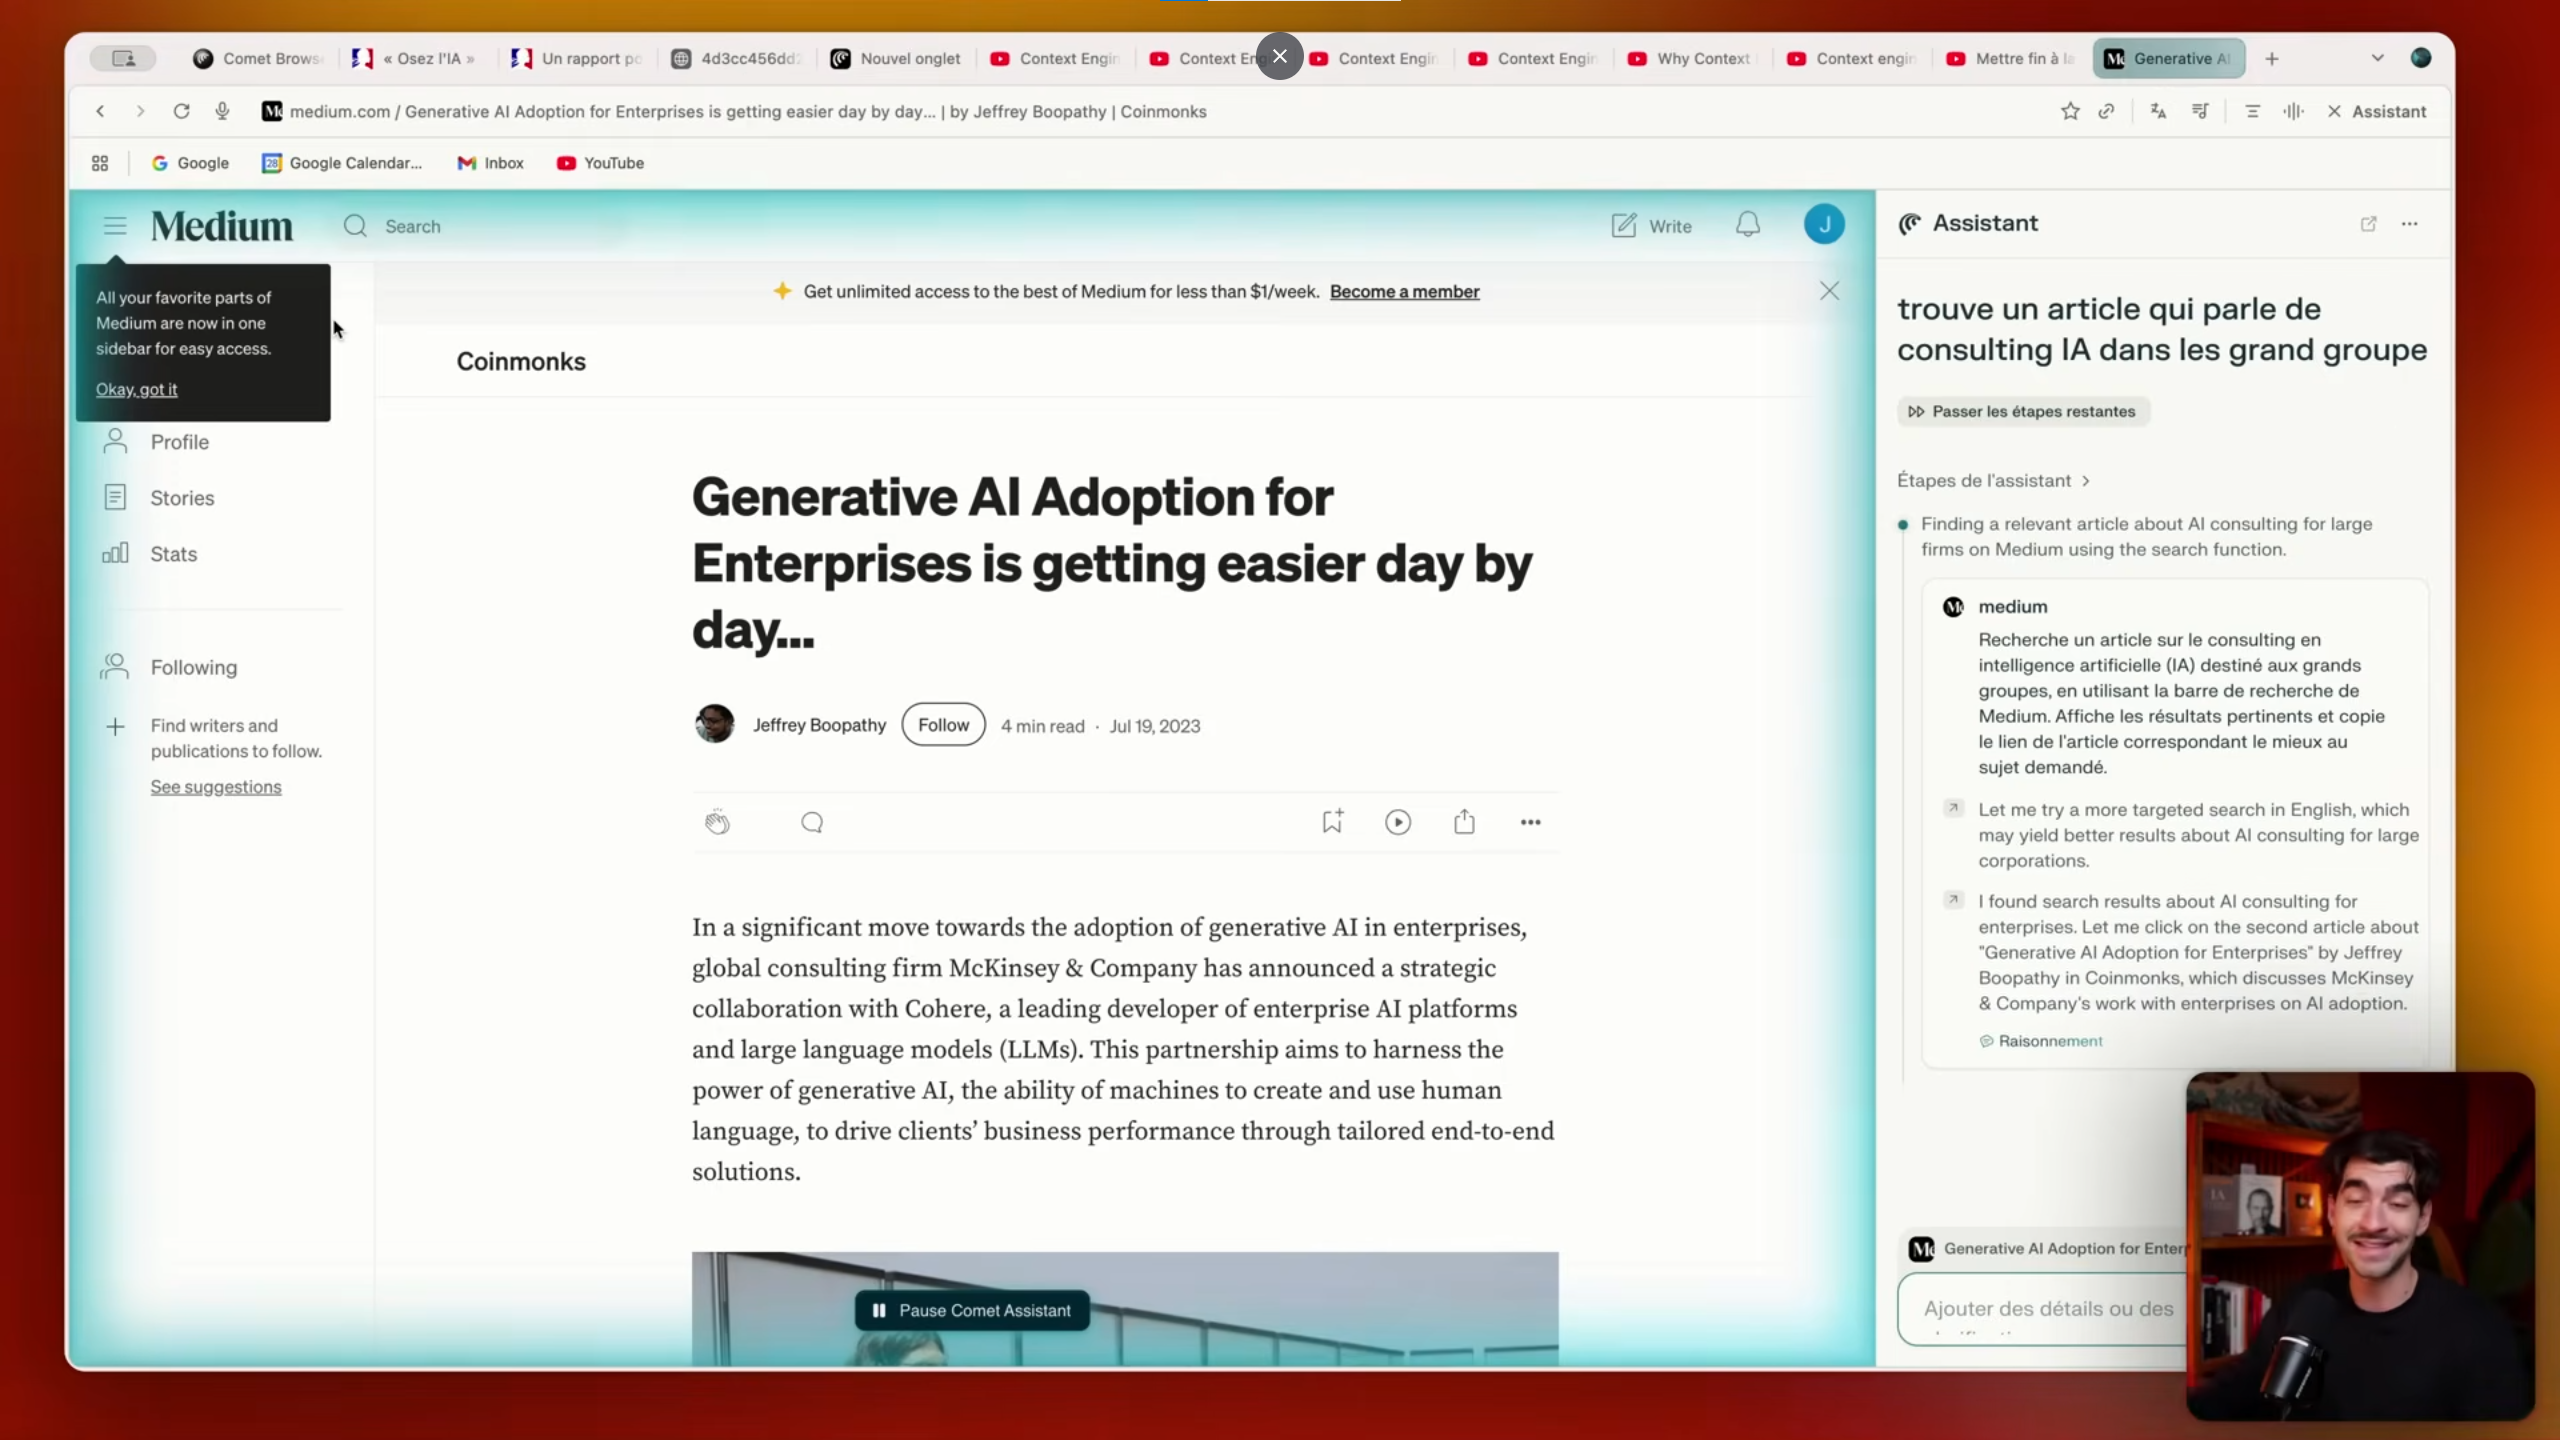 Comet Brows
« Osez l'IA »
Un rapport po
4d3cc456dd2
Nouvel onglet
Context Engin
Context Eng
Context Engin
Context Engin
Why Context
Context engin
Mettre fin à la
Generative AI
medium.com / Generative AI Adoption for Enterprises is getting easier day by day... | by Jeffrey Boopathy | Coinmonks
Assistant
Google
Google Calendar...
Inbox
YouTube
Medium
Search
Write
J
All your favorite parts of
Medium are now in one
sidebar for easy access.
Okay, got it
Profile
Stories
Stats
Following
Find writers and
publications to follow.
See suggestions
Get unlimited access to the best of Medium for less than $1/week. Become a member
Coinmonks
Generative AI Adoption for
Enterprises is getting easier day by
day...
Jeffrey Boopathy Follow 4 min read · Jul 19, 2023
In a significant move towards the adoption of generative AI in enterprises,
global consulting firm McKinsey & Company has announced a strategic
collaboration with Cohere, a leading developer of enterprise AI platforms
and large language models (LLMs). This partnership aims to harness the
power of generative AI, the ability of machines to create and use human
language, to drive clients’ business performance through tailored end-to-end
solutions.
Pause Comet Assistant
Assistant
trouve un article qui parle de
consulting IA dans les grand groupe
Passer les étapes restantes
Étapes de l'assistant
Finding a relevant article about AI consulting for large
firms on Medium using the search function.
medium
Recherche un article sur le consulting en
intelligence artificielle (IA) destiné aux grands
groupes, en utilisant la barre de recherche de
Medium. Affiche les résultats pertinents et copie
le lien de l'article correspondant le mieux au
sujet demandé.
Let me try a more targeted search in English, which
may yield better results about AI consulting for large
corporations.
I found search results about AI consulting for
enterprises. Let me click on the second article about
"Generative AI Adoption for Enterprises" by Jeffrey
Boopathy in Coinmonks, which discusses McKinsey
& Company's work with enterprises on AI adoption.
Raisonnement
Generative AI Adoption for Enterp
Ajouter des détails ou des